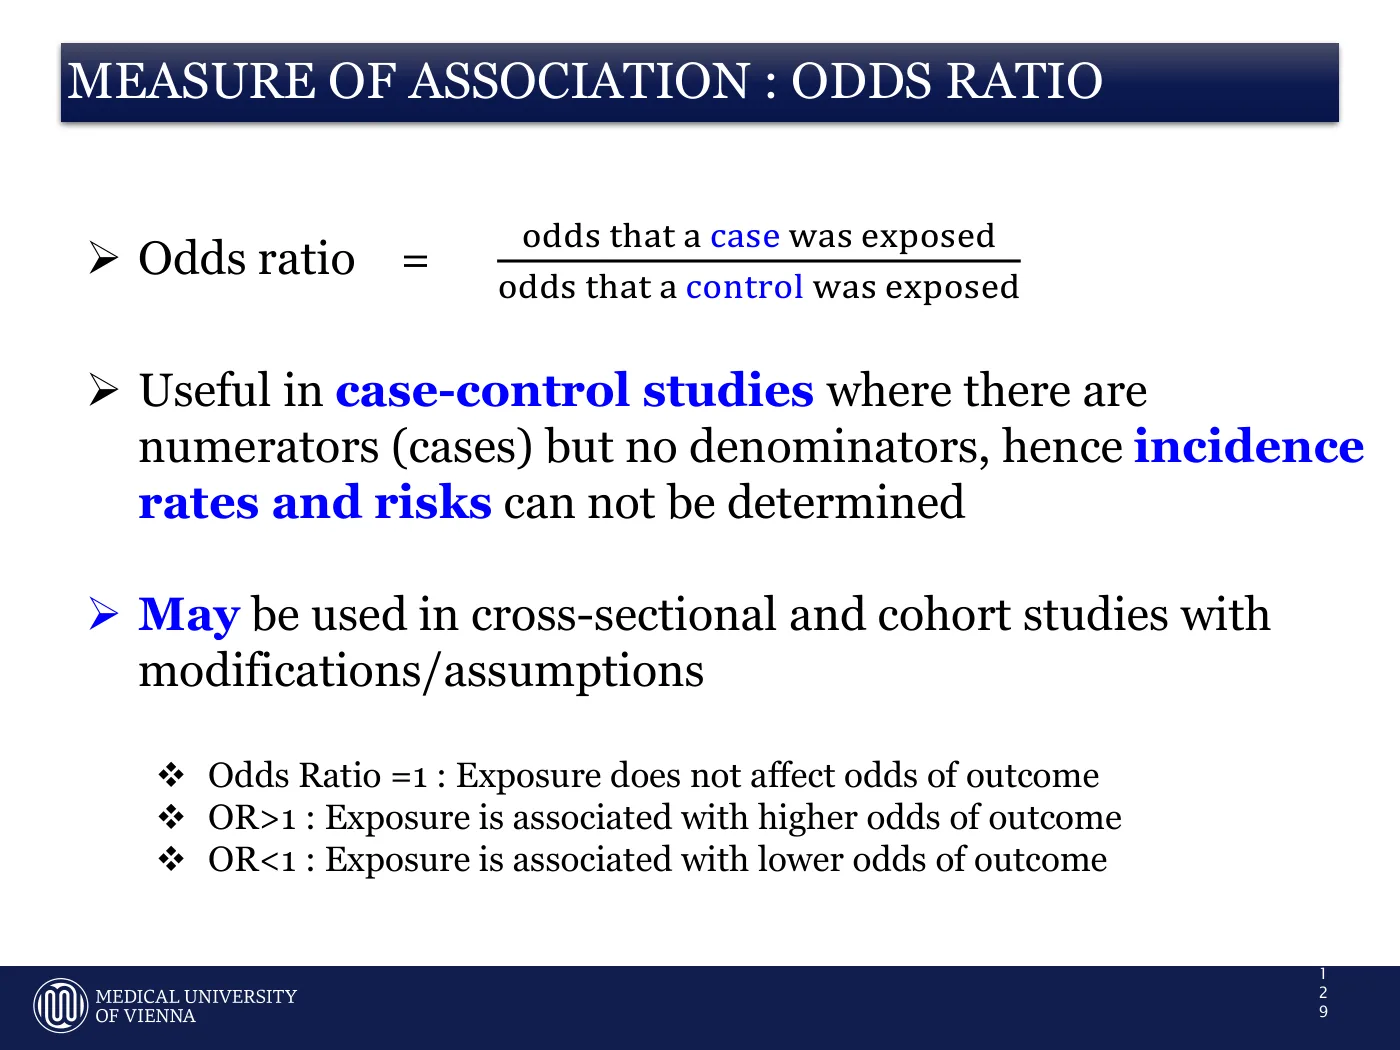 MEASURE OF ASSOCIATION : ODDS RATIO
➢ Odds ratio = odds that a case was exposed
odds that a control was exposed
➢ Useful in case-control studies where there are
numerators (cases) but no denominators, hence incidence
rates and risks can not be determined
➢ May be used in cross-sectional and cohort studies with
modifications/assumptions
❖ Odds Ratio =1 : Exposure does not affect odds of outcome
❖ OR>1 : Exposure is associated with higher odds of outcome
❖ OR<1 : Exposure is associated with lower odds of outcome
MEDICAL UNIVERSITY
OF VIENNA
1
2
9